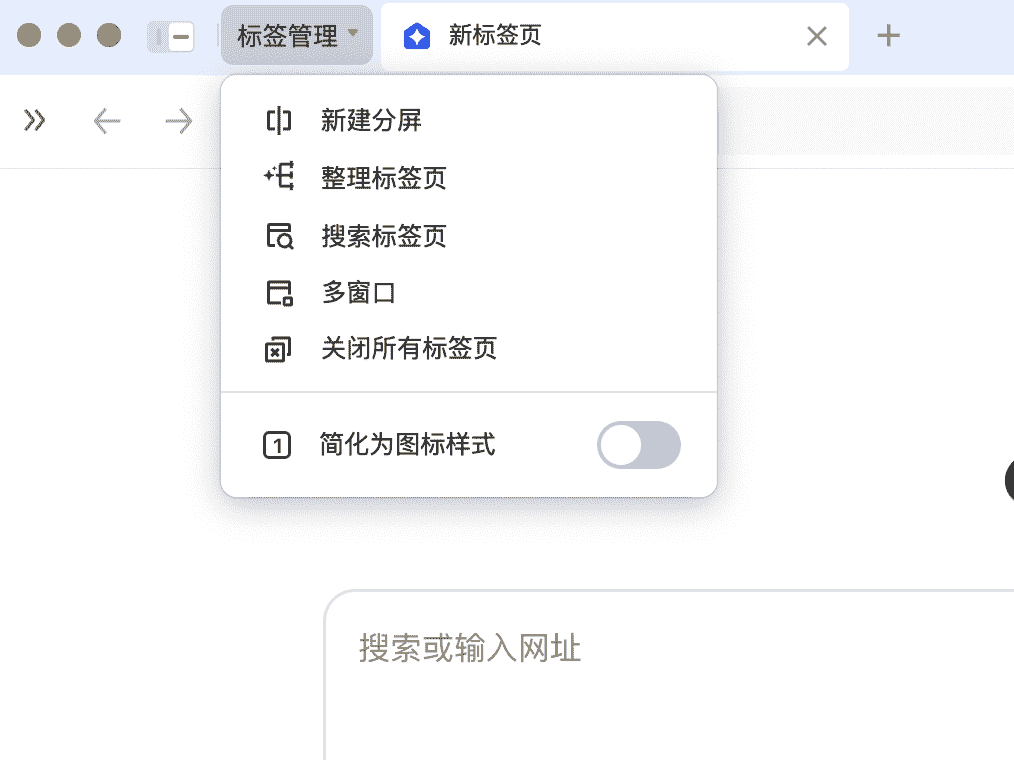 标签管理
新标签页
新建分屏
整理标签页
搜索标签页
多窗口
关闭所有标签页
1 简化为图标样式
搜索或输入网址